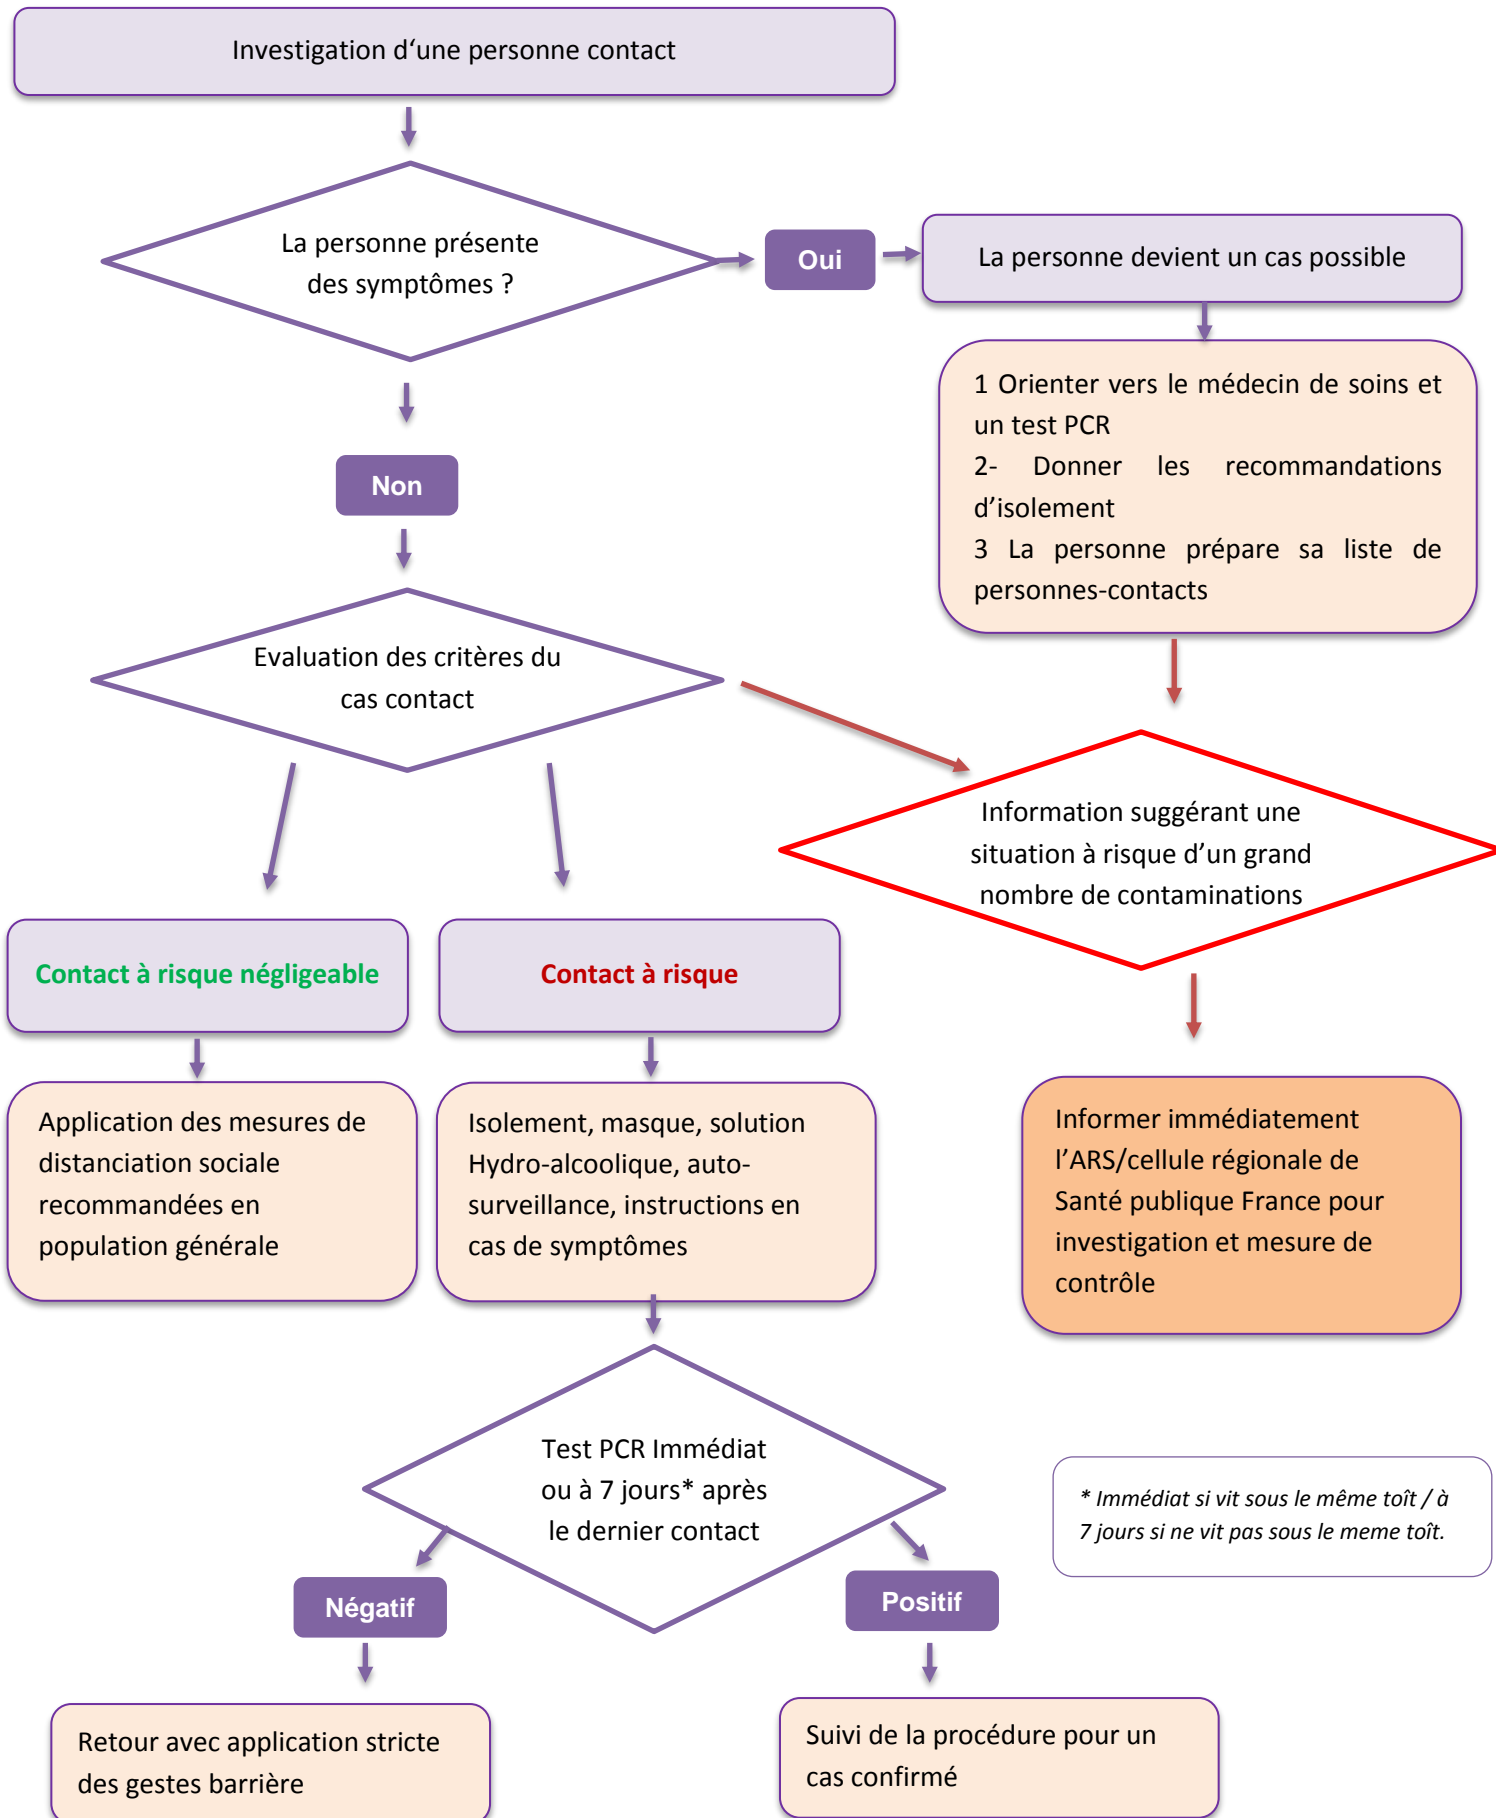 Investigation d‘une personne contact
La personne présente
des symptômes ?
Oui
La personne devient un cas possible
1 Orienter vers le médecin de soins et
un test PCR
2- Donner les recommandations
d’isolement
3 La personne prépare sa liste de
personnes-contacts
Non
Evaluation des critères du
cas contact
Information suggérant une
situation à risque d’un grand
nombre de contaminations
Contact à risque négligeable
Contact à risque
Application des mesures de
distanciation sociale
recommandées en
population générale
Isolement, masque, solution
Hydro-alcoolique, auto-
surveillance, instructions en
cas de symptômes
Informer immédiatement
l’ARS/cellule régionale de
Santé publique France pour
investigation et mesure de
contrôle
Test PCR Immédiat
ou à 7 jours* après
le dernier contact
* Immédiat si vit sous le même toît / à
7 jours si ne vit pas sous le meme toît.
Négatif
Positif
Retour avec application stricte
des gestes barrière
Suivi de la procédure pour un
cas confirmé